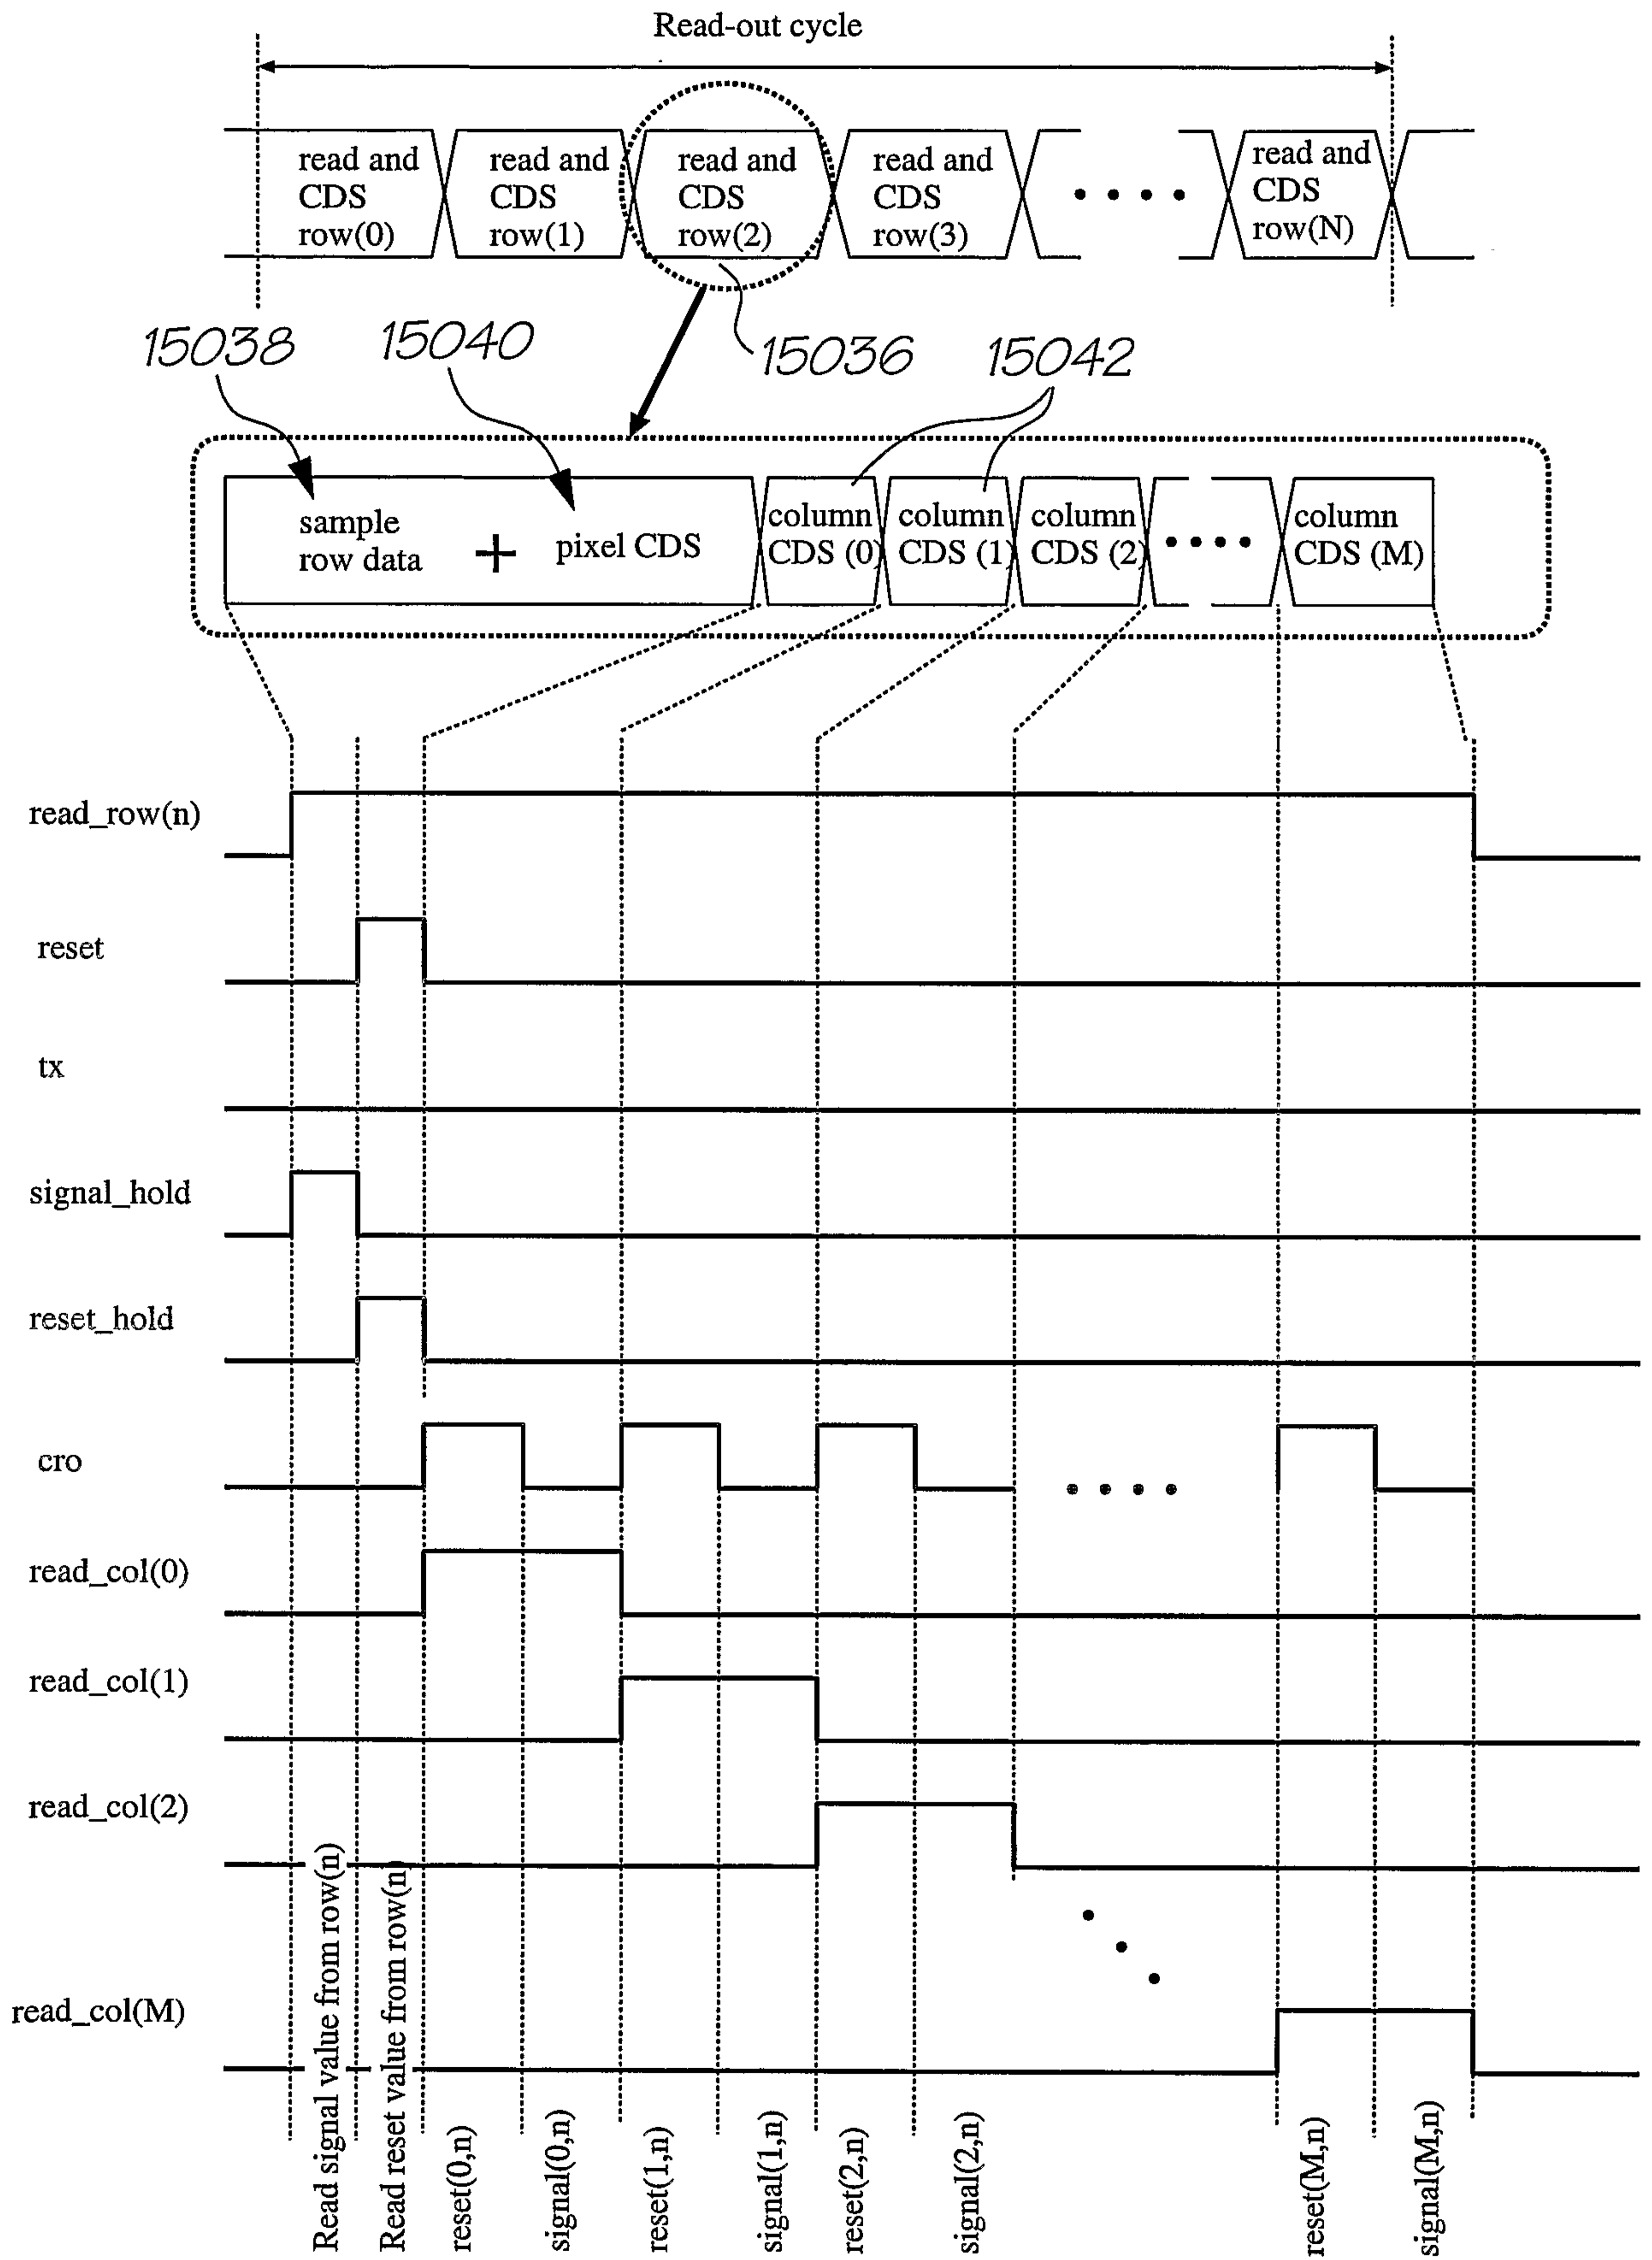 Read-out cycle
read and
CDS
row(0)
read and
CDS
row(1)
read and
CDS
row(2)
read and
CDS
row(3)
read and
CDS
row(N)
15038
15040
15036
15042
sample
row data
+
pixel CDS
column
CDS (0)
column
CDS (1)
column
CDS (2)
column
CDS (M)
read_row(n)
reset
tx
signal_hold
reset_hold
cro
read_col(0)
read_col(1)
read_col(2)
read_col(M)
Read signal value from row(n)
Read reset value from row(n)
reset(0,n)
signal(0,n)
reset(1,n)
signal(1,n)
reset(2,n)
signal(2,n)
reset(M,n)
signal(M,n)